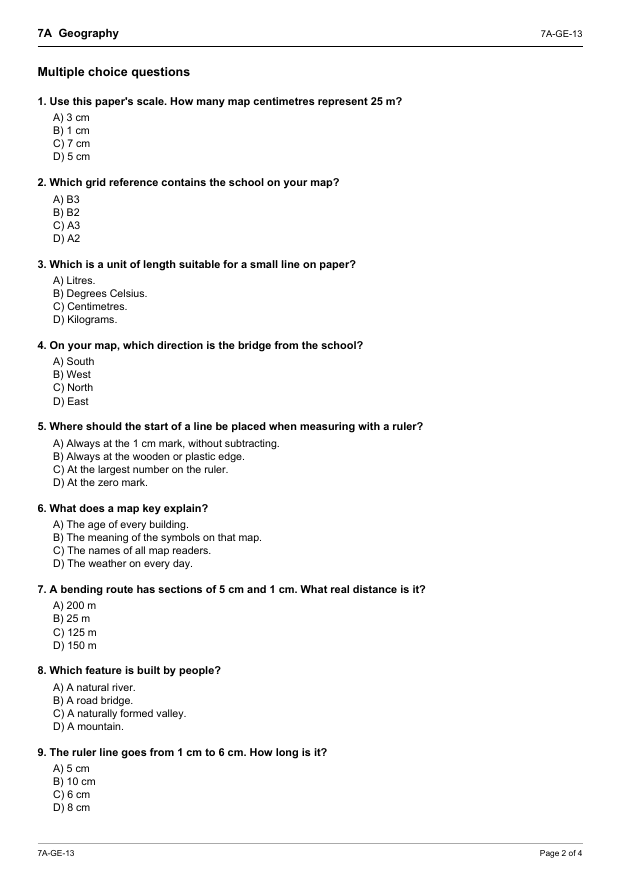 7A Geography
7A-GE-13
Multiple choice questions
1. Use this paper's scale. How many map centimetres represent 25 m?
A) 3 cm
B) 1 cm
C) 7 cm
D) 5 cm
2. Which grid reference contains the school on your map?
A) B3
B) B2
C) A3
D) A2
3. Which is a unit of length suitable for a small line on paper?
A) Litres.
B) Degrees Celsius.
C) Centimetres.
D) Kilograms.
4. On your map, which direction is the bridge from the school?
A) South
B) West
C) North
D) East
5. Where should the start of a line be placed when measuring with a ruler?
A) Always at the 1 cm mark, without subtracting.
B) Always at the wooden or plastic edge.
C) At the largest number on the ruler.
D) At the zero mark.
6. What does a map key explain?
A) The age of every building.
B) The meaning of the symbols on that map.
C) The names of all map readers.
D) The weather on every day.
7. A bending route has sections of 5 cm and 1 cm. What real distance is it?
A) 200 m
B) 25 m
C) 125 m
D) 150 m
8. Which feature is built by people?
A) A natural river.
B) A road bridge.
C) A naturally formed valley.
D) A mountain.
9. The ruler line goes from 1 cm to 6 cm. How long is it?
A) 5 cm
B) 10 cm
C) 6 cm
D) 8 cm
7A-GE-13
Page 2 of 4